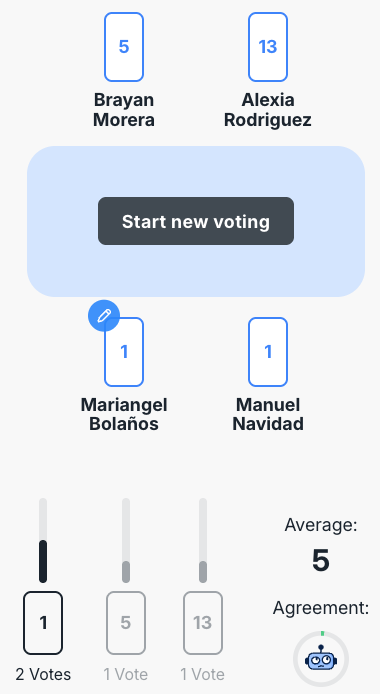 5
13
Brayan
Morera
Alexia
Rodriguez
Start new voting
1
1
Mariangel
Bolaños
Manuel
Navidad
Average:
5
Agreement:
1
5
13
2 Votes
1 Vote
1 Vote